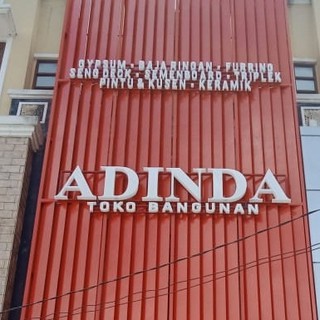 GYPSUM - BAJA RINGAN - FURRING
SENG DECK - SEMENBOARD - TRIPLEK
PINTU & KUSEN - KERAMIK
ADINDA
TOKO BANGUNAN